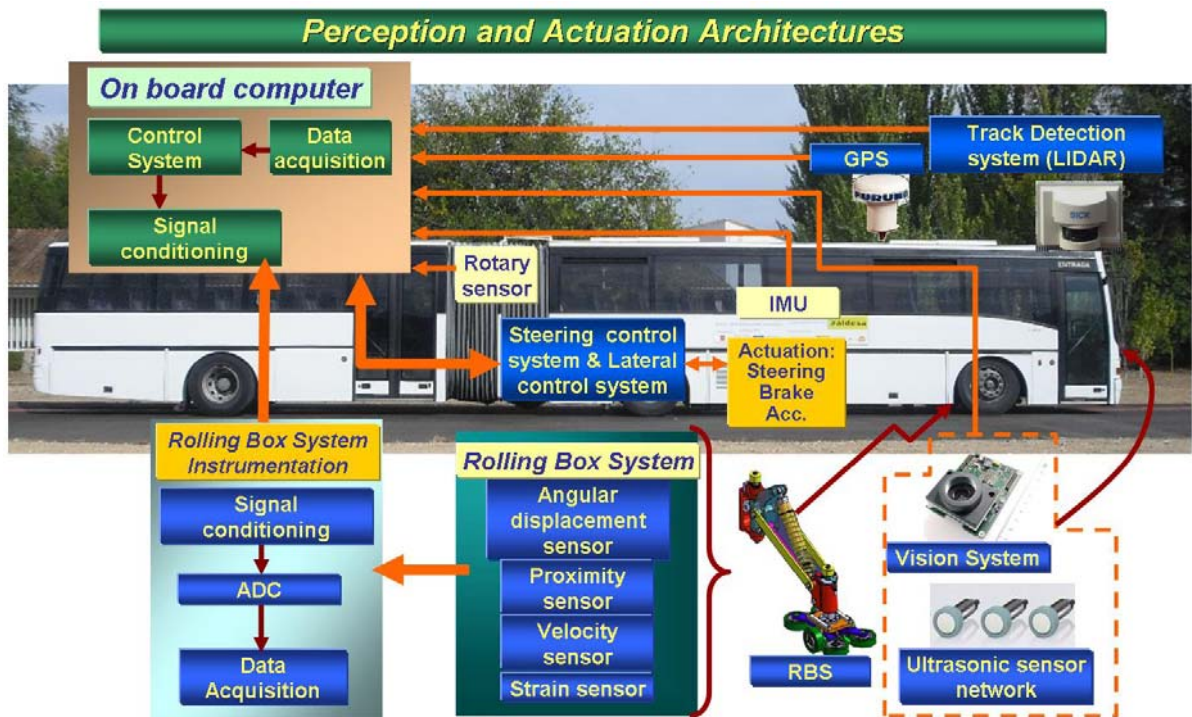 Perception and Actuation Architectures
On board computer
Control
System
Data
acquisition
Signal
conditioning
Track Detection
system (LIDAR)
GPS
FURUNO
SICK
ENTRADA
Rotary
sensor
IMU
Steering control
system & Lateral
control system
Actuation:
Steering
Brake
Acc.
Rolling Box System
Instrumentation
Signal
conditioning
ADC
Data
Acquisition
Rolling Box System
Angular
displacement
sensor
Proximity
sensor
Velocity
sensor
Strain sensor
RBS
Vision System
Ultrasonic sensor
network